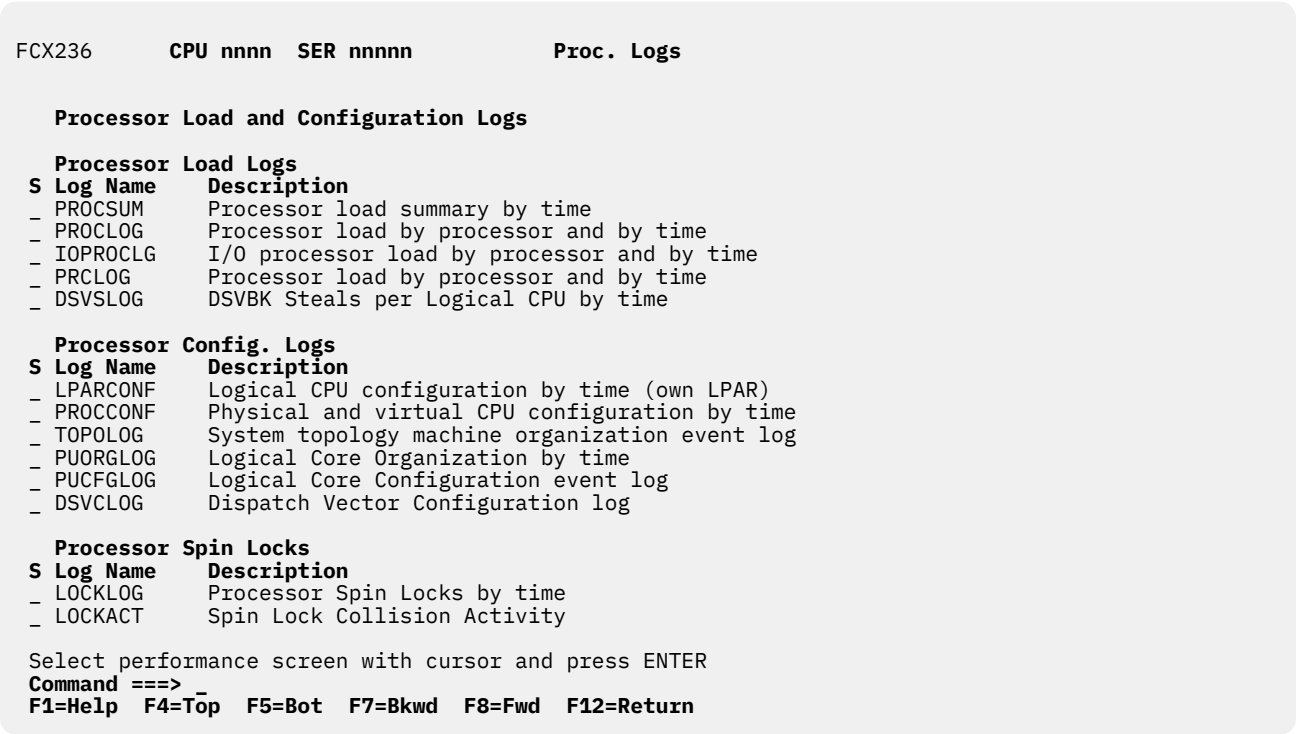 FCX236      CPU nnnn  SER nnnnn           Proc. Logs
Processor Load and Configuration Logs
Processor Load Logs
S Log Name    Description
_ PROCSUM     Processor load summary by time
_ PROCLOG     Processor load by processor and by time
_ IOPROCLG    I/O processor load by processor and by time
_ PRCLOG      Processor load by processor and by time
_ DSVSLOG     DSVBK Steals per Logical CPU by time
Processor Config. Logs
S Log Name    Description
_ LPARCONF    Logical CPU configuration by time (own LPAR)
_ PROCCONF    Physical and virtual CPU configuration by time
_ TOPOLOG     System topology machine organization event log
_ PUORGLOG    Logical Core Organization by time
_ PUCFGLOG    Logical Core Configuration event log
_ DSVCLOG     Dispatch Vector Configuration log
Processor Spin Locks
S Log Name    Description
_ LOCKLOG     Processor Spin Locks by time
_ LOCKACT     Spin Lock Collision Activity
Select performance screen with cursor and press ENTER
Command ===> _
F1=Help  F4=Top  F5=Bot  F7=Bkwd  F8=Fwd  F12=Return